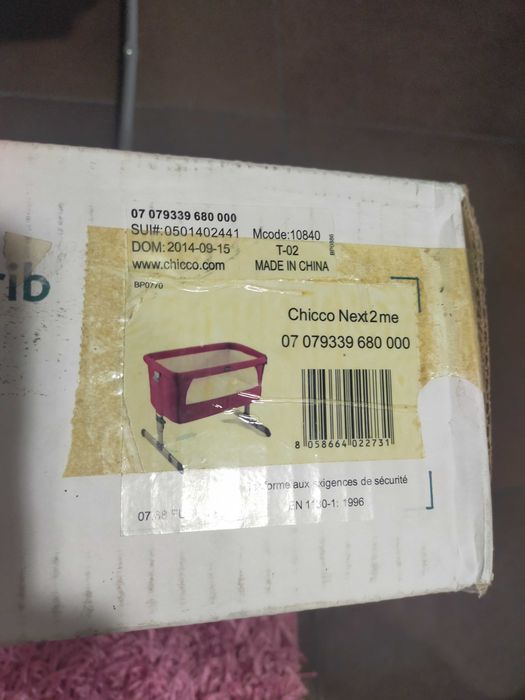 07 079339 680 000
SUI#: 0501402441 Mcode: 10840
DOM: 2014-09-15 T-02
www.chicco.com MADE IN CHINA
BP0770
rib
Chicco Next2me
07 079339 680 000
8 058664 022731
aux exigences de sécurité
EN 1130-1: 1996